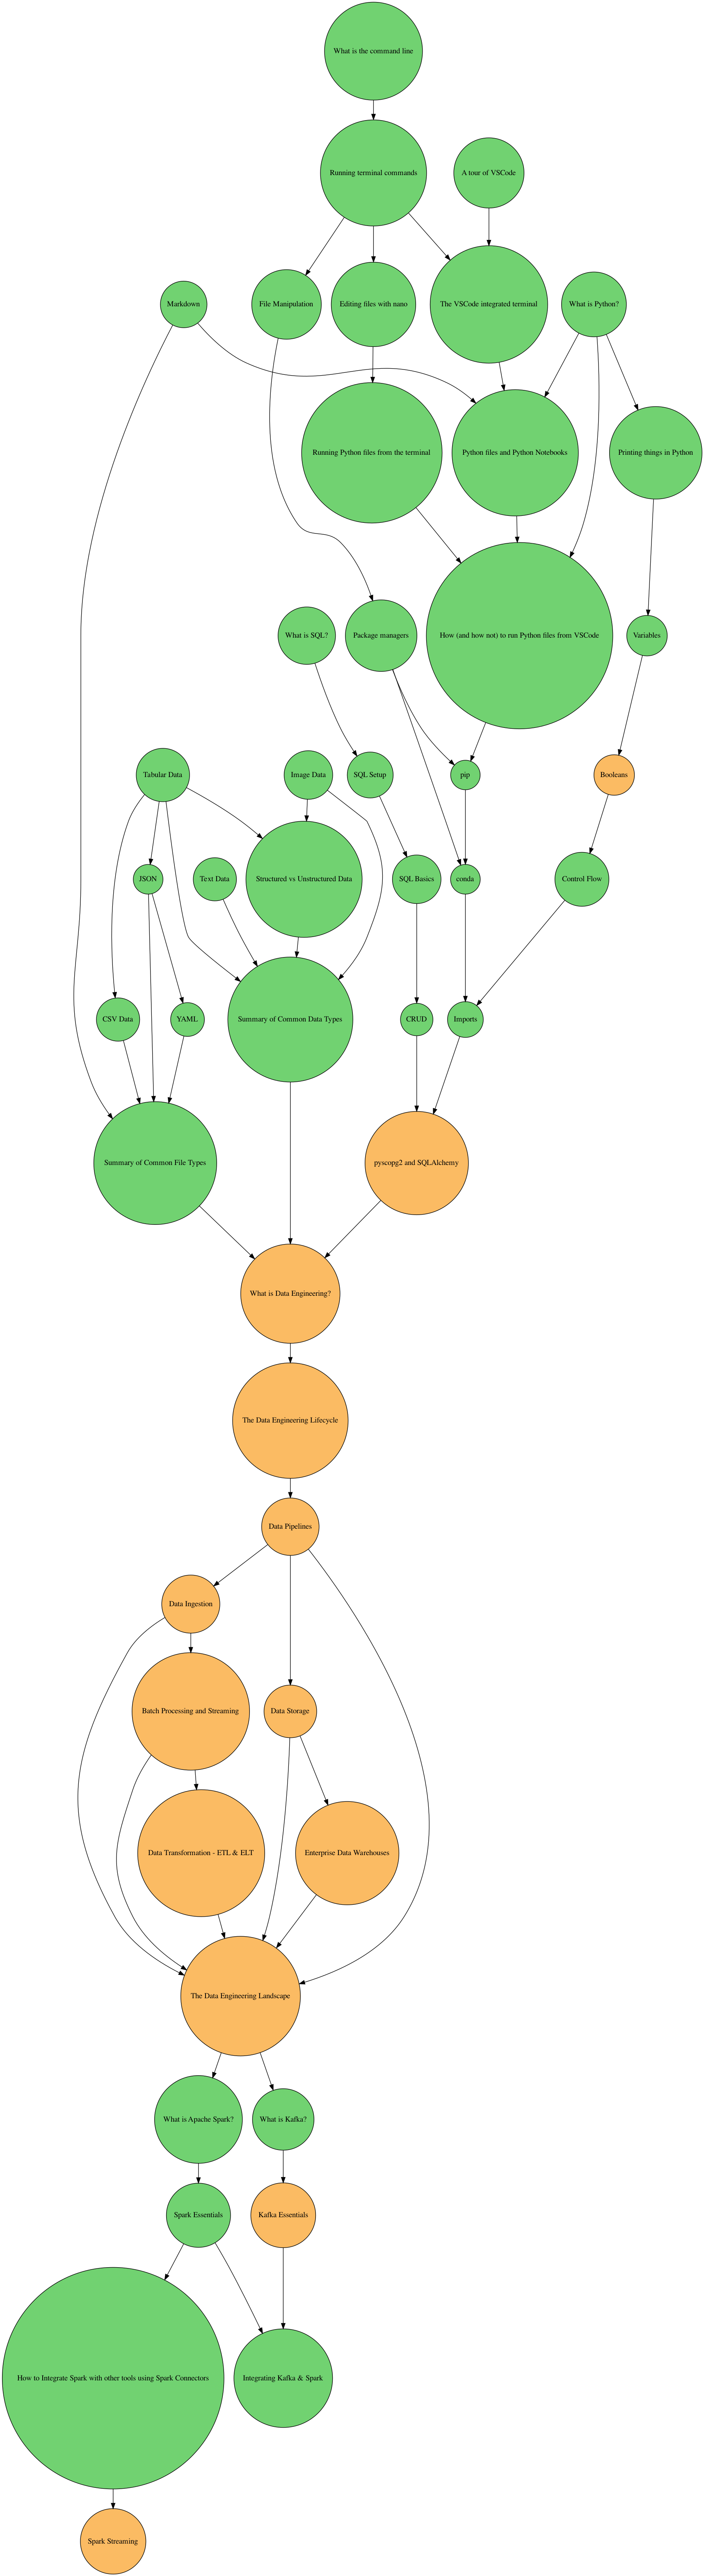 What is the command line
Running terminal commands
A tour of VSCode
Markdown
File Manipulation
Editing files with nano
The VSCode integrated terminal
What is Python?
Running Python files from the terminal
Python files and Python Notebooks
Printing things in Python
What is SQL?
Package managers
How (and how not) to run Python files from VSCode
Variables
Tabular Data
Image Data
SQL Setup
pip
Booleans
JSON
Text Data
Structured vs Unstructured Data
SQL Basics
conda
Control Flow
CSV Data
YAML
Summary of Common Data Types
CRUD
Imports
Summary of Common File Types
pyscopg2 and SQLAlchemy
What is Data Engineering?
The Data Engineering Lifecycle
Data Pipelines
Data Ingestion
Batch Processing and Streaming
Data Storage
Data Transformation - ETL & ELT
Enterprise Data Warehouses
The Data Engineering Landscape
What is Apache Spark?
What is Kafka?
Spark Essentials
Kafka Essentials
How to Integrate Spark with other tools using Spark Connectors
Integrating Kafka & Spark
Spark Streaming